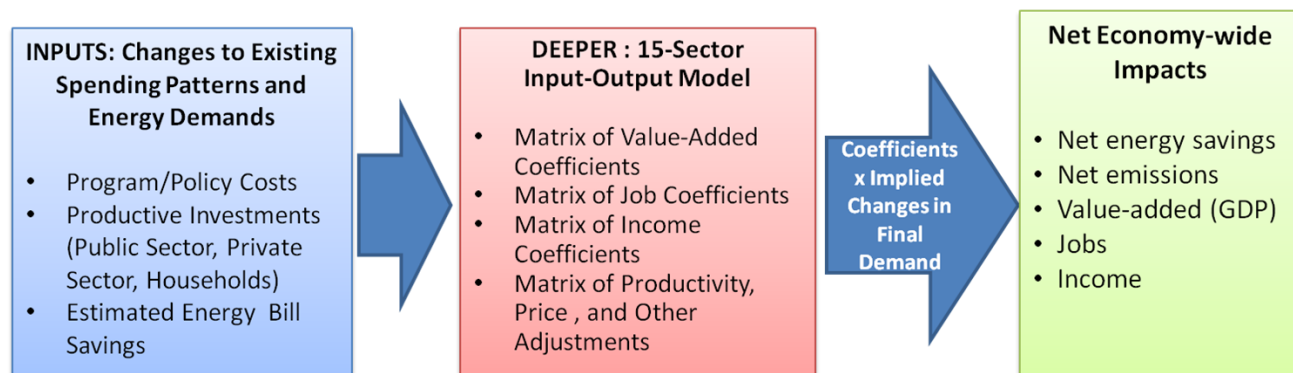 INPUTS: Changes to Existing
Spending Patterns and
Energy Demands
• Program/Policy Costs
• Productive Investments
(Public Sector, Private
Sector, Households)
• Estimated Energy Bill
Savings
DEEPER : 15-Sector
Input-Output Model
• Matrix of Value-Added
Coefficients
• Matrix of Job Coefficients
• Matrix of Income
Coefficients
• Matrix of Productivity,
Price , and Other
Adjustments
Coefficients
x Implied
Changes in
Final
Demand
Net Economy-wide
Impacts
• Net energy savings
• Net emissions
• Value-added (GDP)
• Jobs
• Income